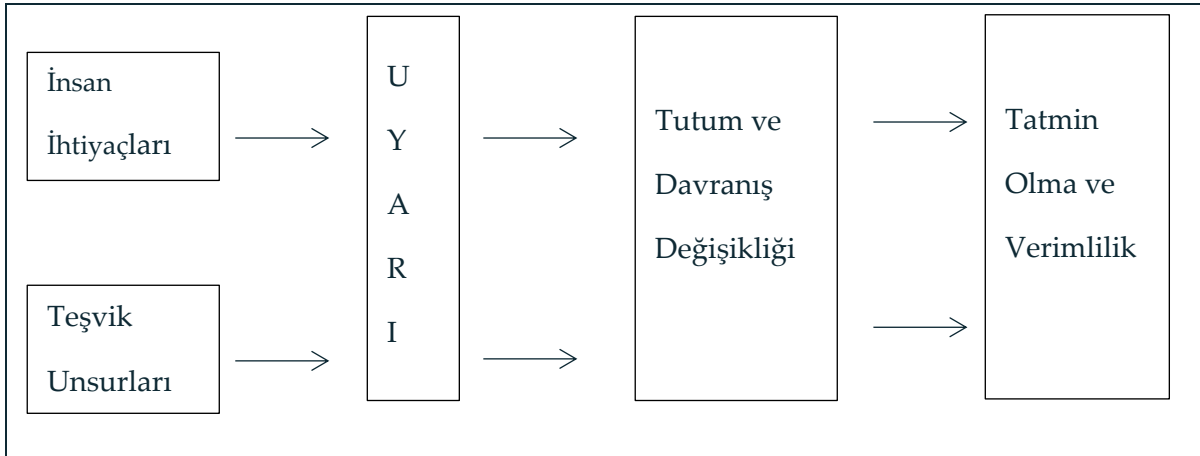 İnsan
İhtiyaçları
Teşvik
Unsurları
U
Y
A
R
I
Tutum ve
Davranış
Değişikliği
Tatmin
Olma ve
Verimlilik